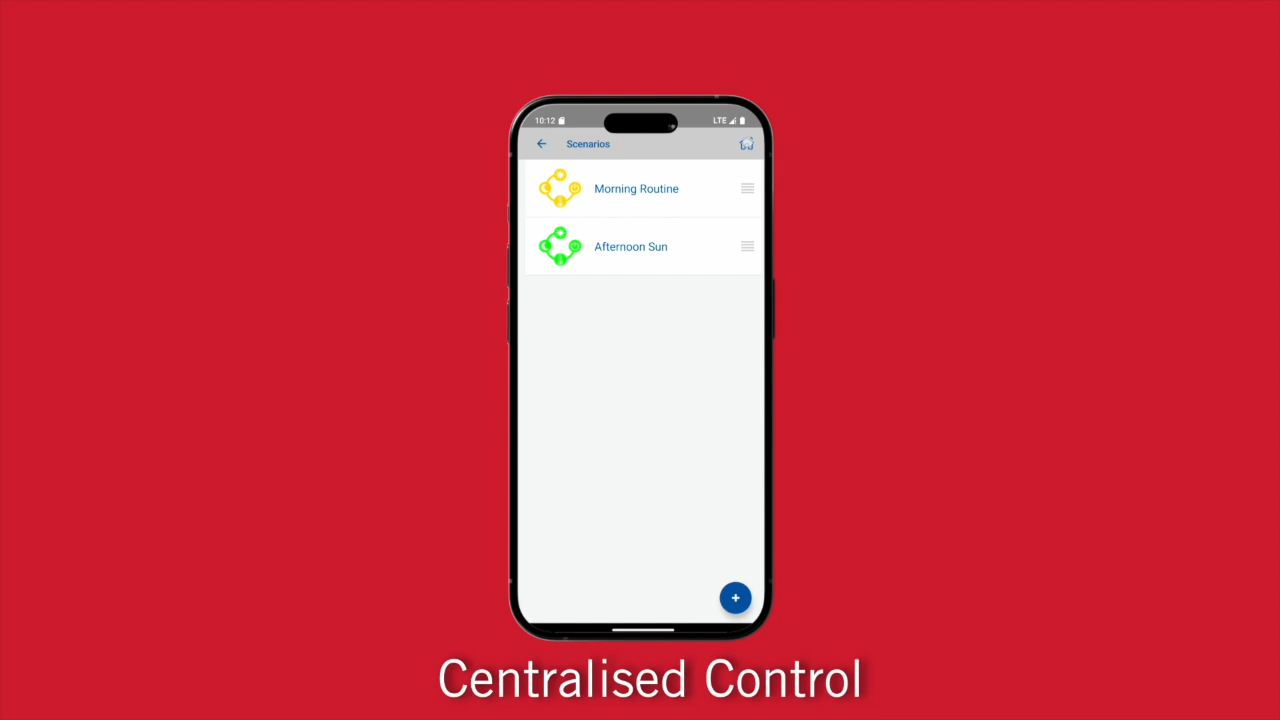 10:12
LTE
Scenarios
Morning Routine
Afternoon Sun
Centralised Control